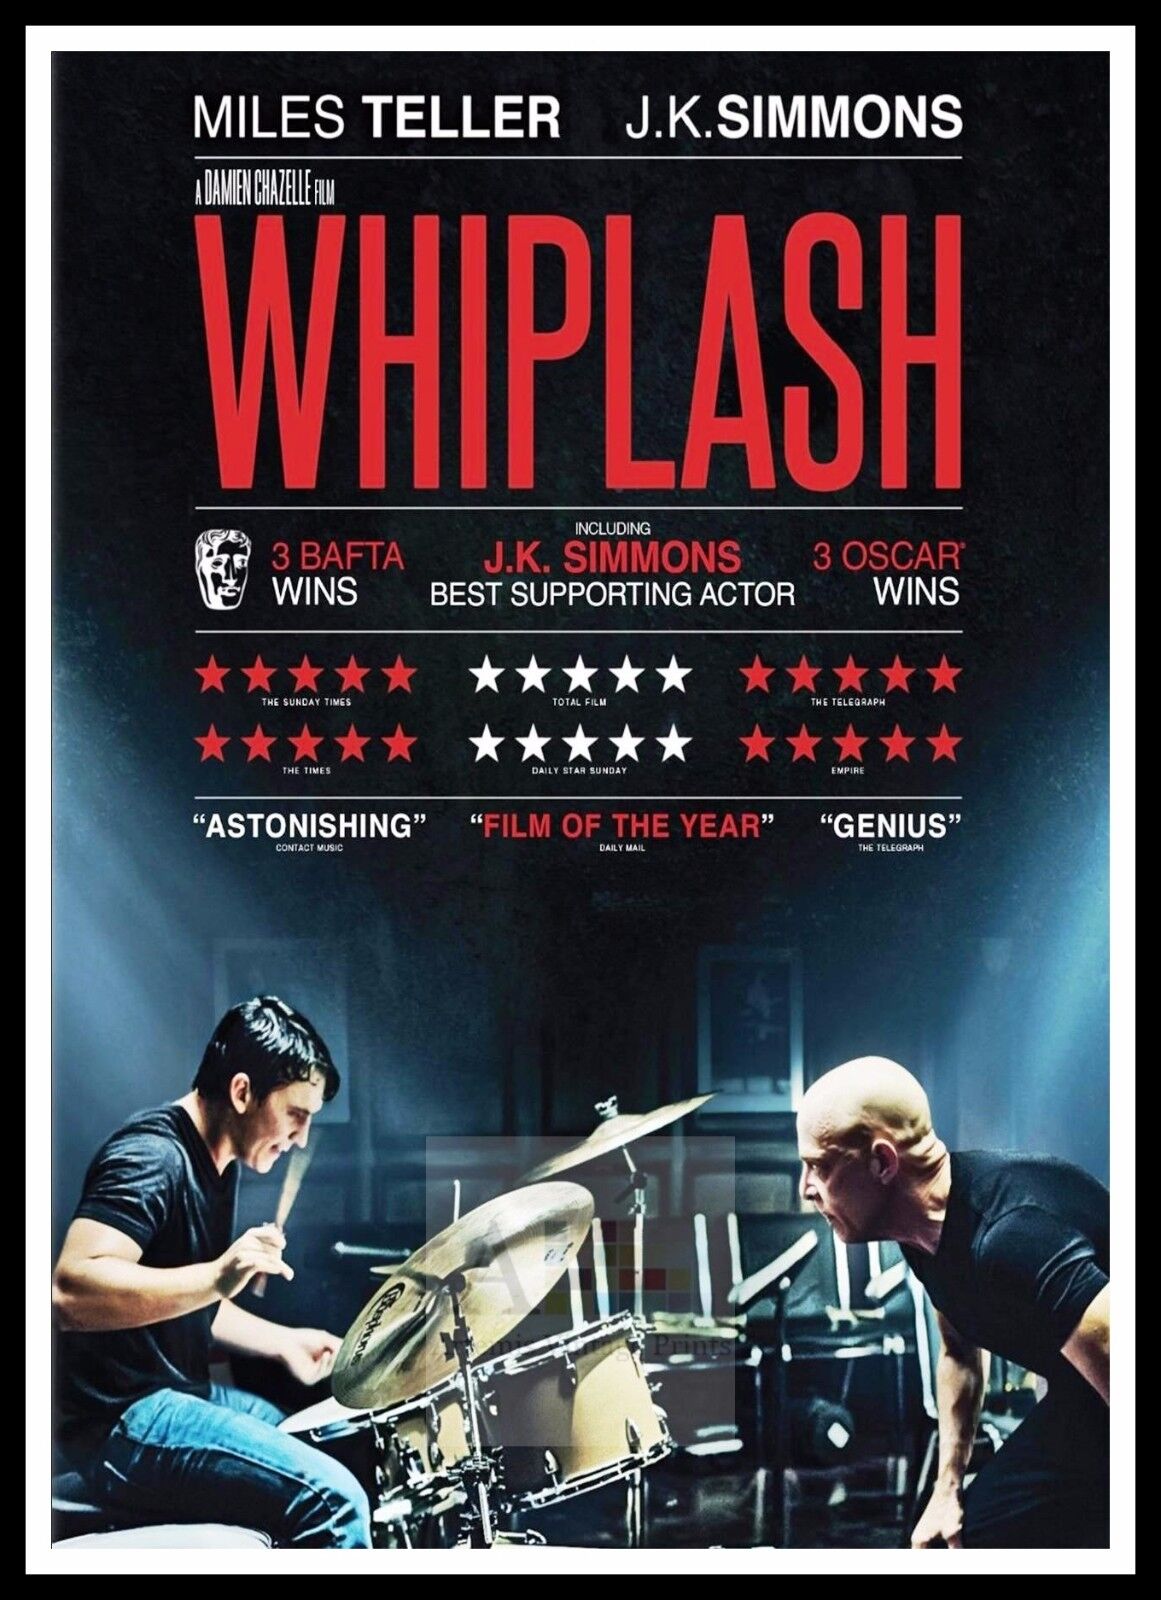 MILES TELLER J.K.SIMMONS
A DAMIEN CHAZELLE FILM
WHIPLASH
3 BAFTA
WINS
INCLUDING
J.K. SIMMONS
BEST SUPPORTING ACTOR
3 OSCAR®
WINS
THE SUNDAY TIMES
TOTAL FILM
THE TELEGRAPH
THE TIMES
DAILY STAR SUNDAY
EMPIRE
“ASTONISHING”
CONTACT MUSIC
“FILM OF THE YEAR”
DAILY MAIL
“GENIUS”
THE TELEGRAPH
Prints